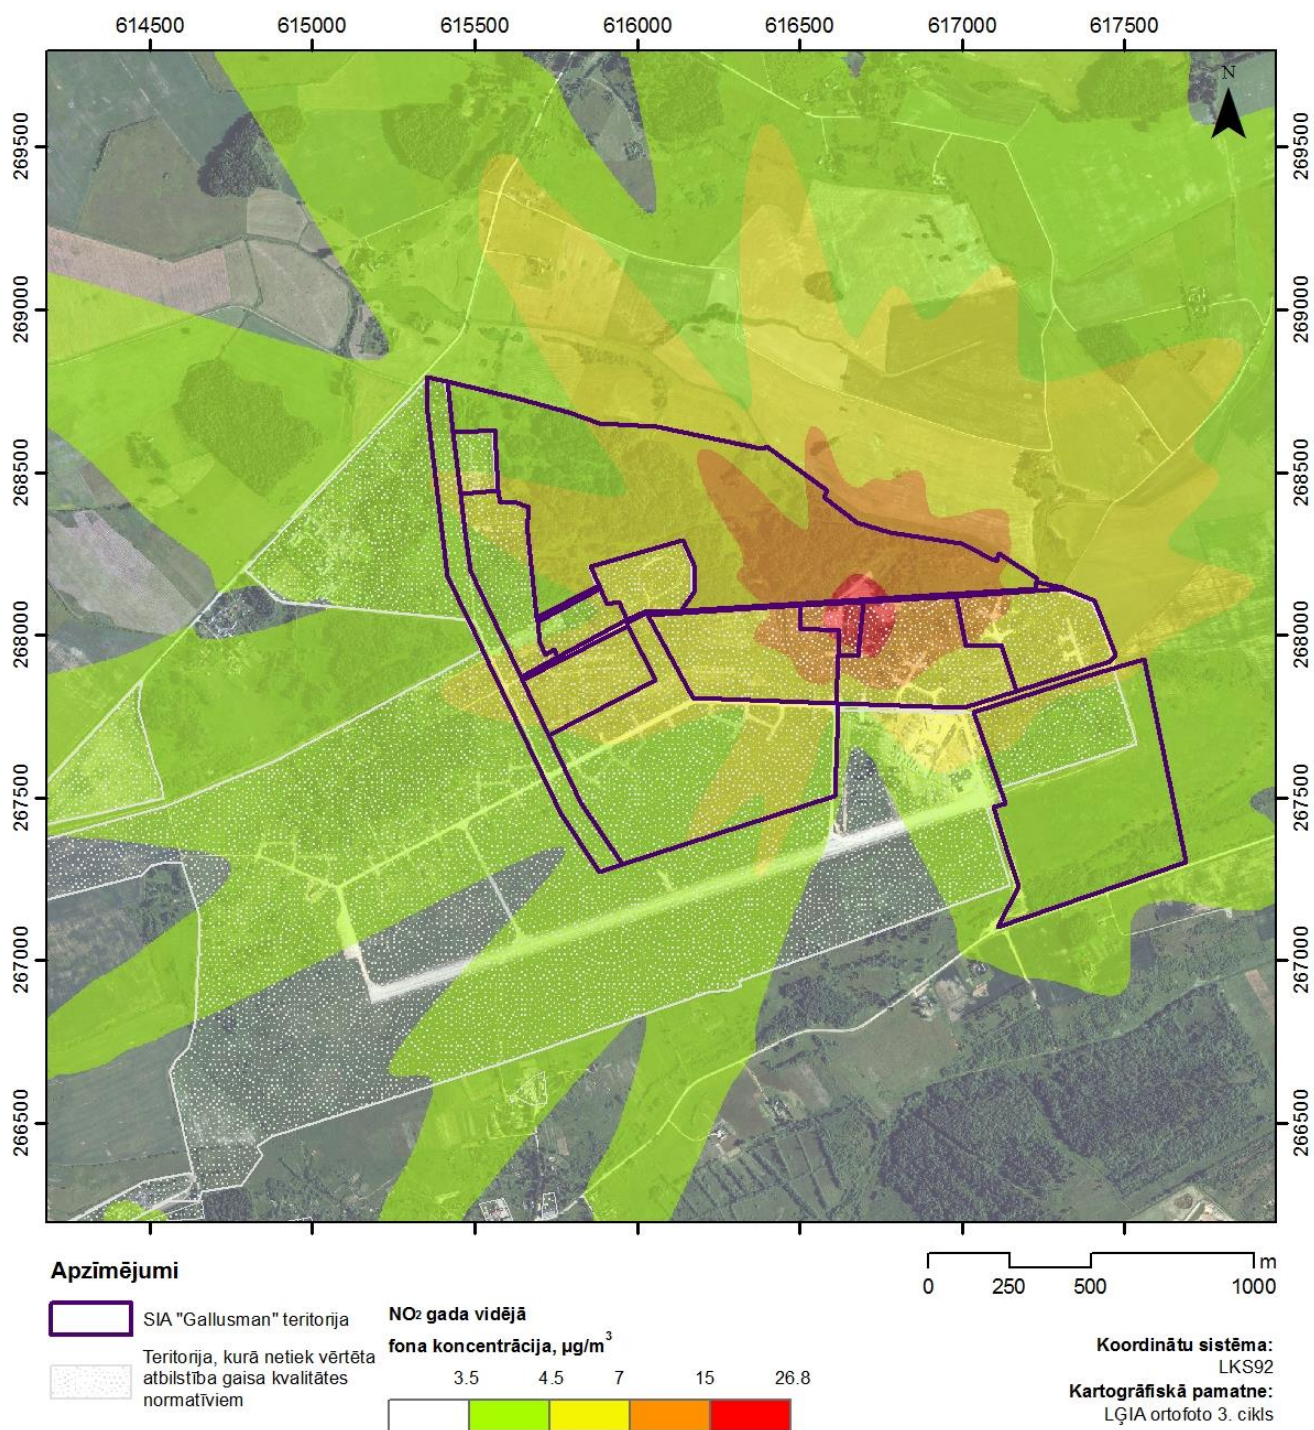 614500 615000 615500 616000 616500 617000 617500
N
269500 269500
269000 269000
268500 268500
268000 268000
267500 267500
267000 267000
266500 266500
Apzīmējumi
SIA "Gallusman" teritorija
Teritorija, kurā netiek vērtēta
atbilstība gaisa kvalitātes
normatīviem
NO2 gada vidējā
fona koncentrācija, µg/m³
3.5 4.5 7 15 26.8
m
0 250 500 1000
Koordinātu sistēma:
LKS92
Kartogrāfiskā pamatne:
LĢIA ortofoto 3. cikls